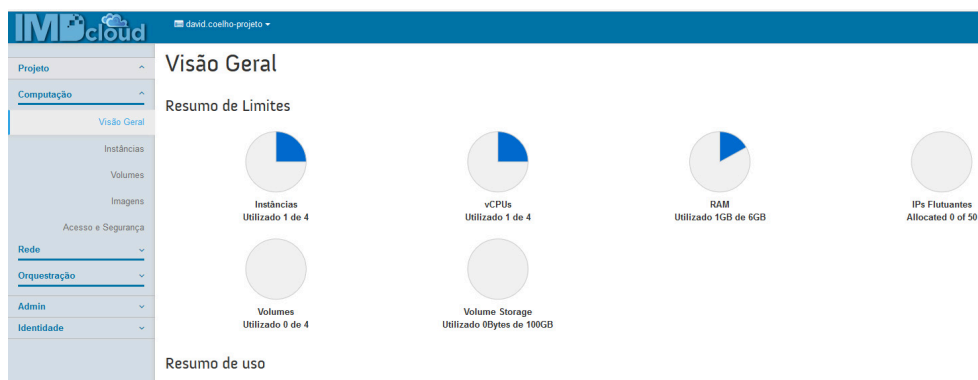 IMDcloud
david.coelho-projeto
Projeto
Computação
Visão Geral
Instâncias
Volumes
Imagens
Acesso e Segurança
Rede
Orquestração
Admin
Identidade
Visão Geral
Resumo de Limites
Instâncias
Utilizado 1 de 4
vCPUs
Utilizado 1 de 4
RAM
Utilizado 1GB de 6GB
IPs Flutuantes
Allocated 0 of 50
Volumes
Utilizado 0 de 4
Volume Storage
Utilizado 0Bytes de 100GB
Resumo de uso